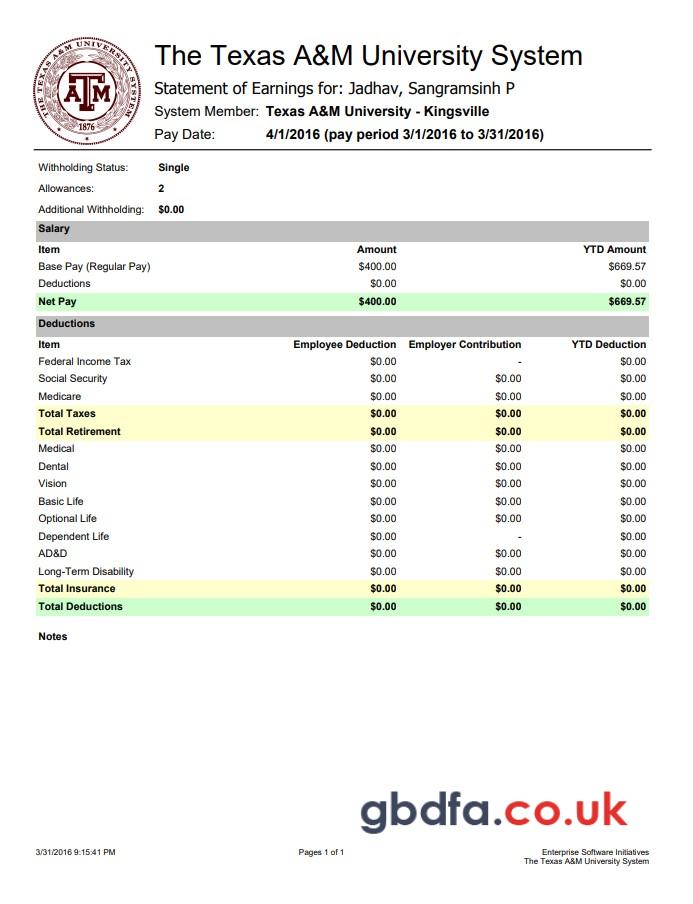 THE TEXAS A&M UNIVERSITY SYSTEM
ATM
1876
The Texas A&M University System
Statement of Earnings for: Jadhav, Sangramsinh P
System Member: Texas A&M University - Kingsville
Pay Date: 4/1/2016 (pay period 3/1/2016 to 3/31/2016)
Withholding Status: Single
Allowances: 2
Additional Withholding: $0.00
Salary
Item Amount YTD Amount
Base Pay (Regular Pay) $400.00 $669.57
Deductions $0.00 $0.00
Net Pay $400.00 $669.57
Deductions
Item Employee Deduction Employer Contribution YTD Deduction
Federal Income Tax $0.00 - $0.00
Social Security $0.00 $0.00 $0.00
Medicare $0.00 $0.00 $0.00
Total Taxes $0.00 $0.00 $0.00
Total Retirement $0.00 $0.00 $0.00
Medical $0.00 $0.00 $0.00
Dental $0.00 $0.00 $0.00
Vision $0.00 $0.00 $0.00
Basic Life $0.00 $0.00 $0.00
Optional Life $0.00 $0.00 $0.00
Dependent Life $0.00 - $0.00
AD&D $0.00 $0.00 $0.00
Long-Term Disability $0.00 $0.00 $0.00
Total Insurance $0.00 $0.00 $0.00
Total Deductions $0.00 $0.00 $0.00
Notes
gbdfa.co.uk
3/31/2016 9:15:41 PM Pages 1 of 1 Enterprise Software Initiatives
The Texas A&M University System